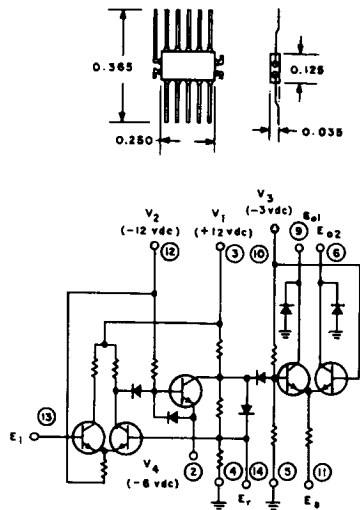 0.365
0.125
0.250
0.035
V3
(-3 vdc)
V2
(-12 vdc)
V1
(+12 vdc)
Eo1
Eo2
12
3
10
9
6
13
E1
V4
(-6 vdc)
2
4
14
5
11
Er
Es